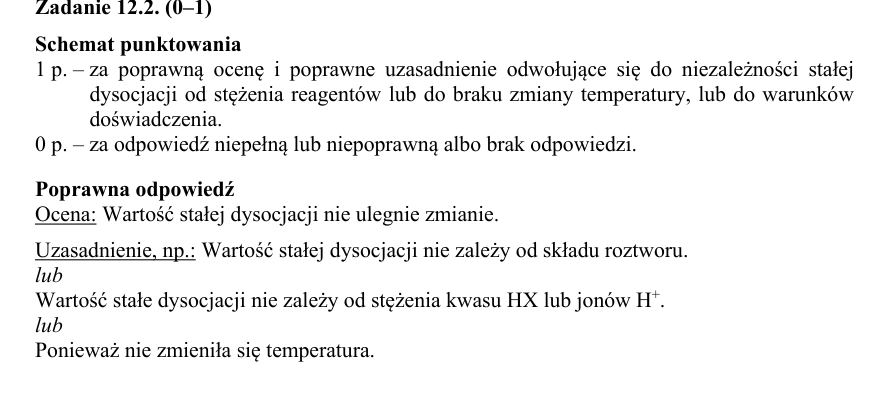 Zadanie 12.2. (0–1)
Schemat punktowania
1 p. – za poprawną ocenę i poprawne uzasadnienie odwołujące się do niezależności stałej
dysocjacji od stężenia reagentów lub do braku zmiany temperatury, lub do warunków
doświadczenia.
0 p. – za odpowiedź niepełną lub niepoprawną albo brak odpowiedzi.
Poprawna odpowiedź
Ocena: Wartość stałej dysocjacji nie ulegnie zmianie.
Uzasadnienie, np.: Wartość stałej dysocjacji nie zależy od składu roztworu.
lub
Wartość stałe dysocjacji nie zależy od stężenia kwasu HX lub jonów H⁺.
lub
Ponieważ nie zmieniła się temperatura.